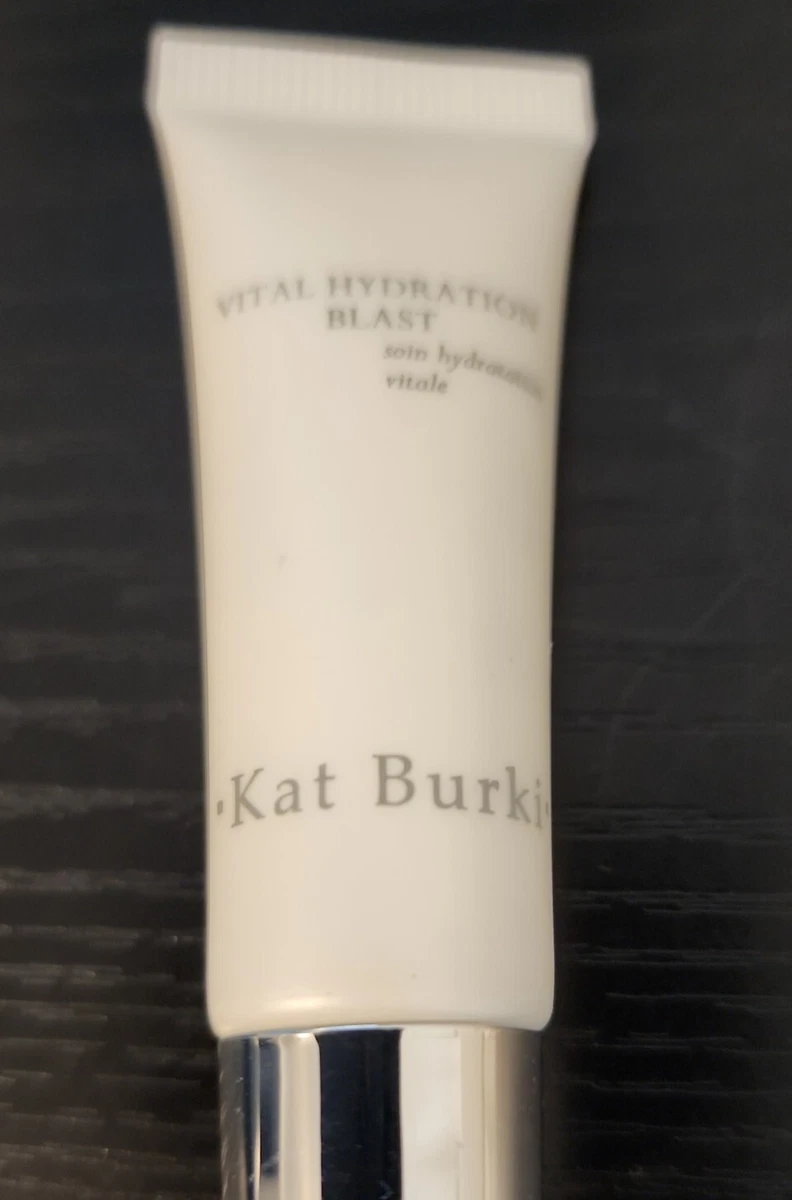 VITAL HYDRATION
BLAST
soin
vitale
·Kat Burki·